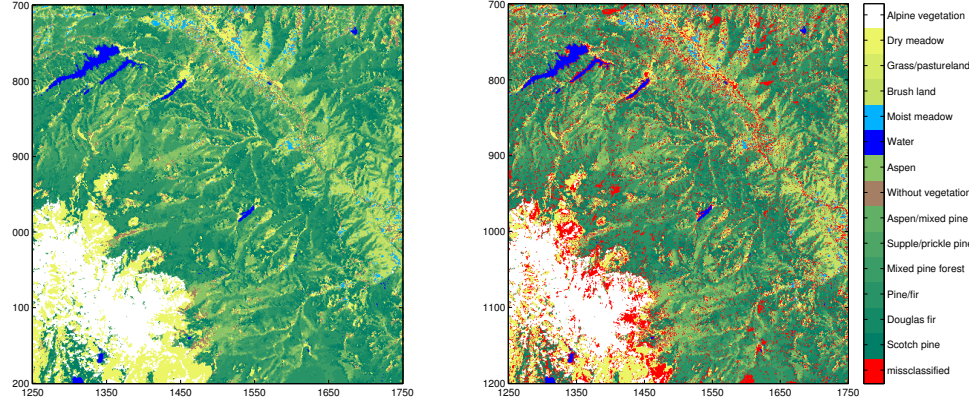 700
800
900
000
100
200
1250
1350
1450
1550
1650
1750
700
800
900
1000
1100
1200
1250
1350
1450
1550
1650
1750
Alpine vegetation
Dry meadow
Grass/pastureland
Brush land
Moist meadow
Water
Aspen
Without vegetation
Aspen/mixed pine
Supple/prickle pine
Mixed pine forest
Pine/fir
Douglas fir
Scotch pine
missclassified